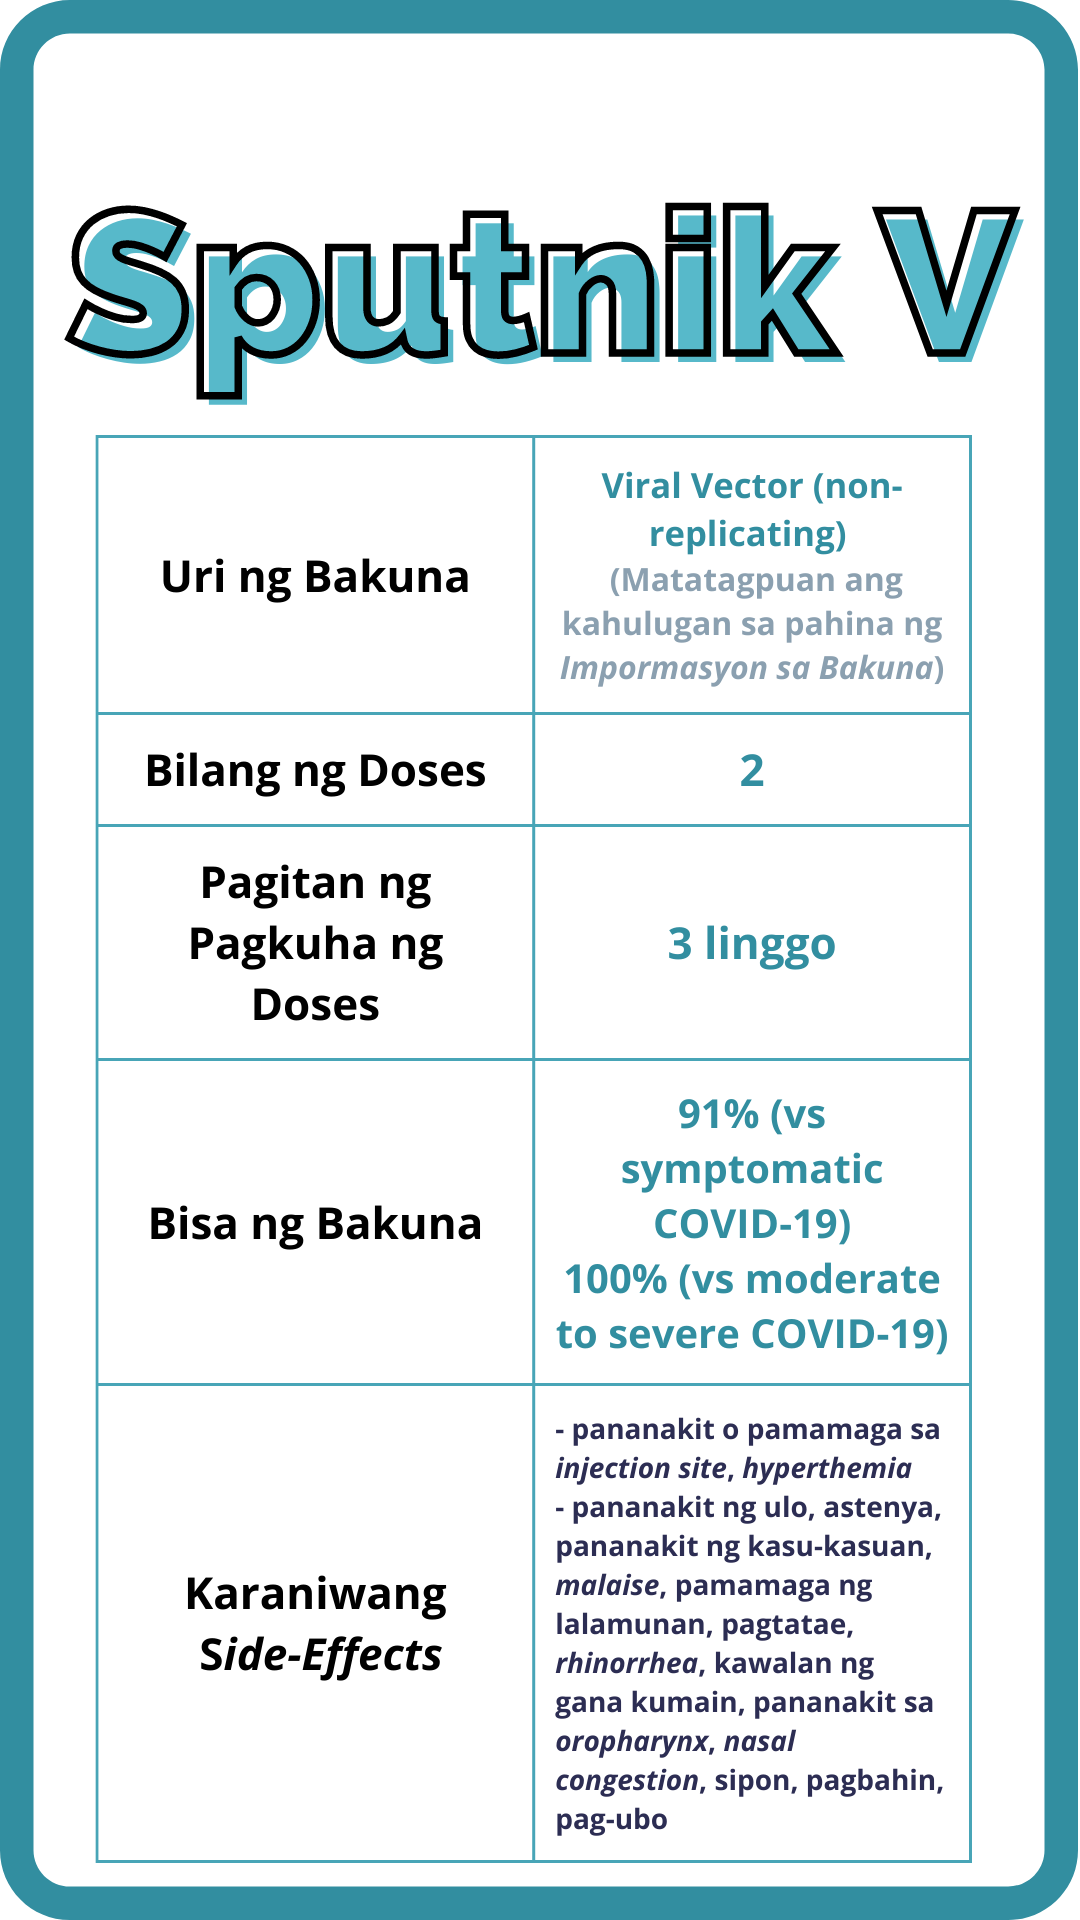 Sputnik V
Uri ng Bakuna
Viral Vector (non-
replicating)
(Matatagpuan ang
kahulugan sa pahina ng
Impormasyon sa Bakuna)
Bilang ng Doses
2
Pagitan ng
Pagkuha ng
Doses
3 linggo
Bisa ng Bakuna
91% (vs
symptomatic
COVID-19)
100% (vs moderate
to severe COVID-19)
Karaniwang
Side-Effects
- pananakit o pamamaga sa
injection site, hyperthemia
- pananakit ng ulo, astenya,
pananakit ng kasu-kasuan,
malaise, pamamaga ng
lalamunan, pagtatae,
rhinorrhea, kawalan ng
gana kumain, pananakit sa
oropharynx, nasal
congestion, sipon, pagbahin,
pag-ubo